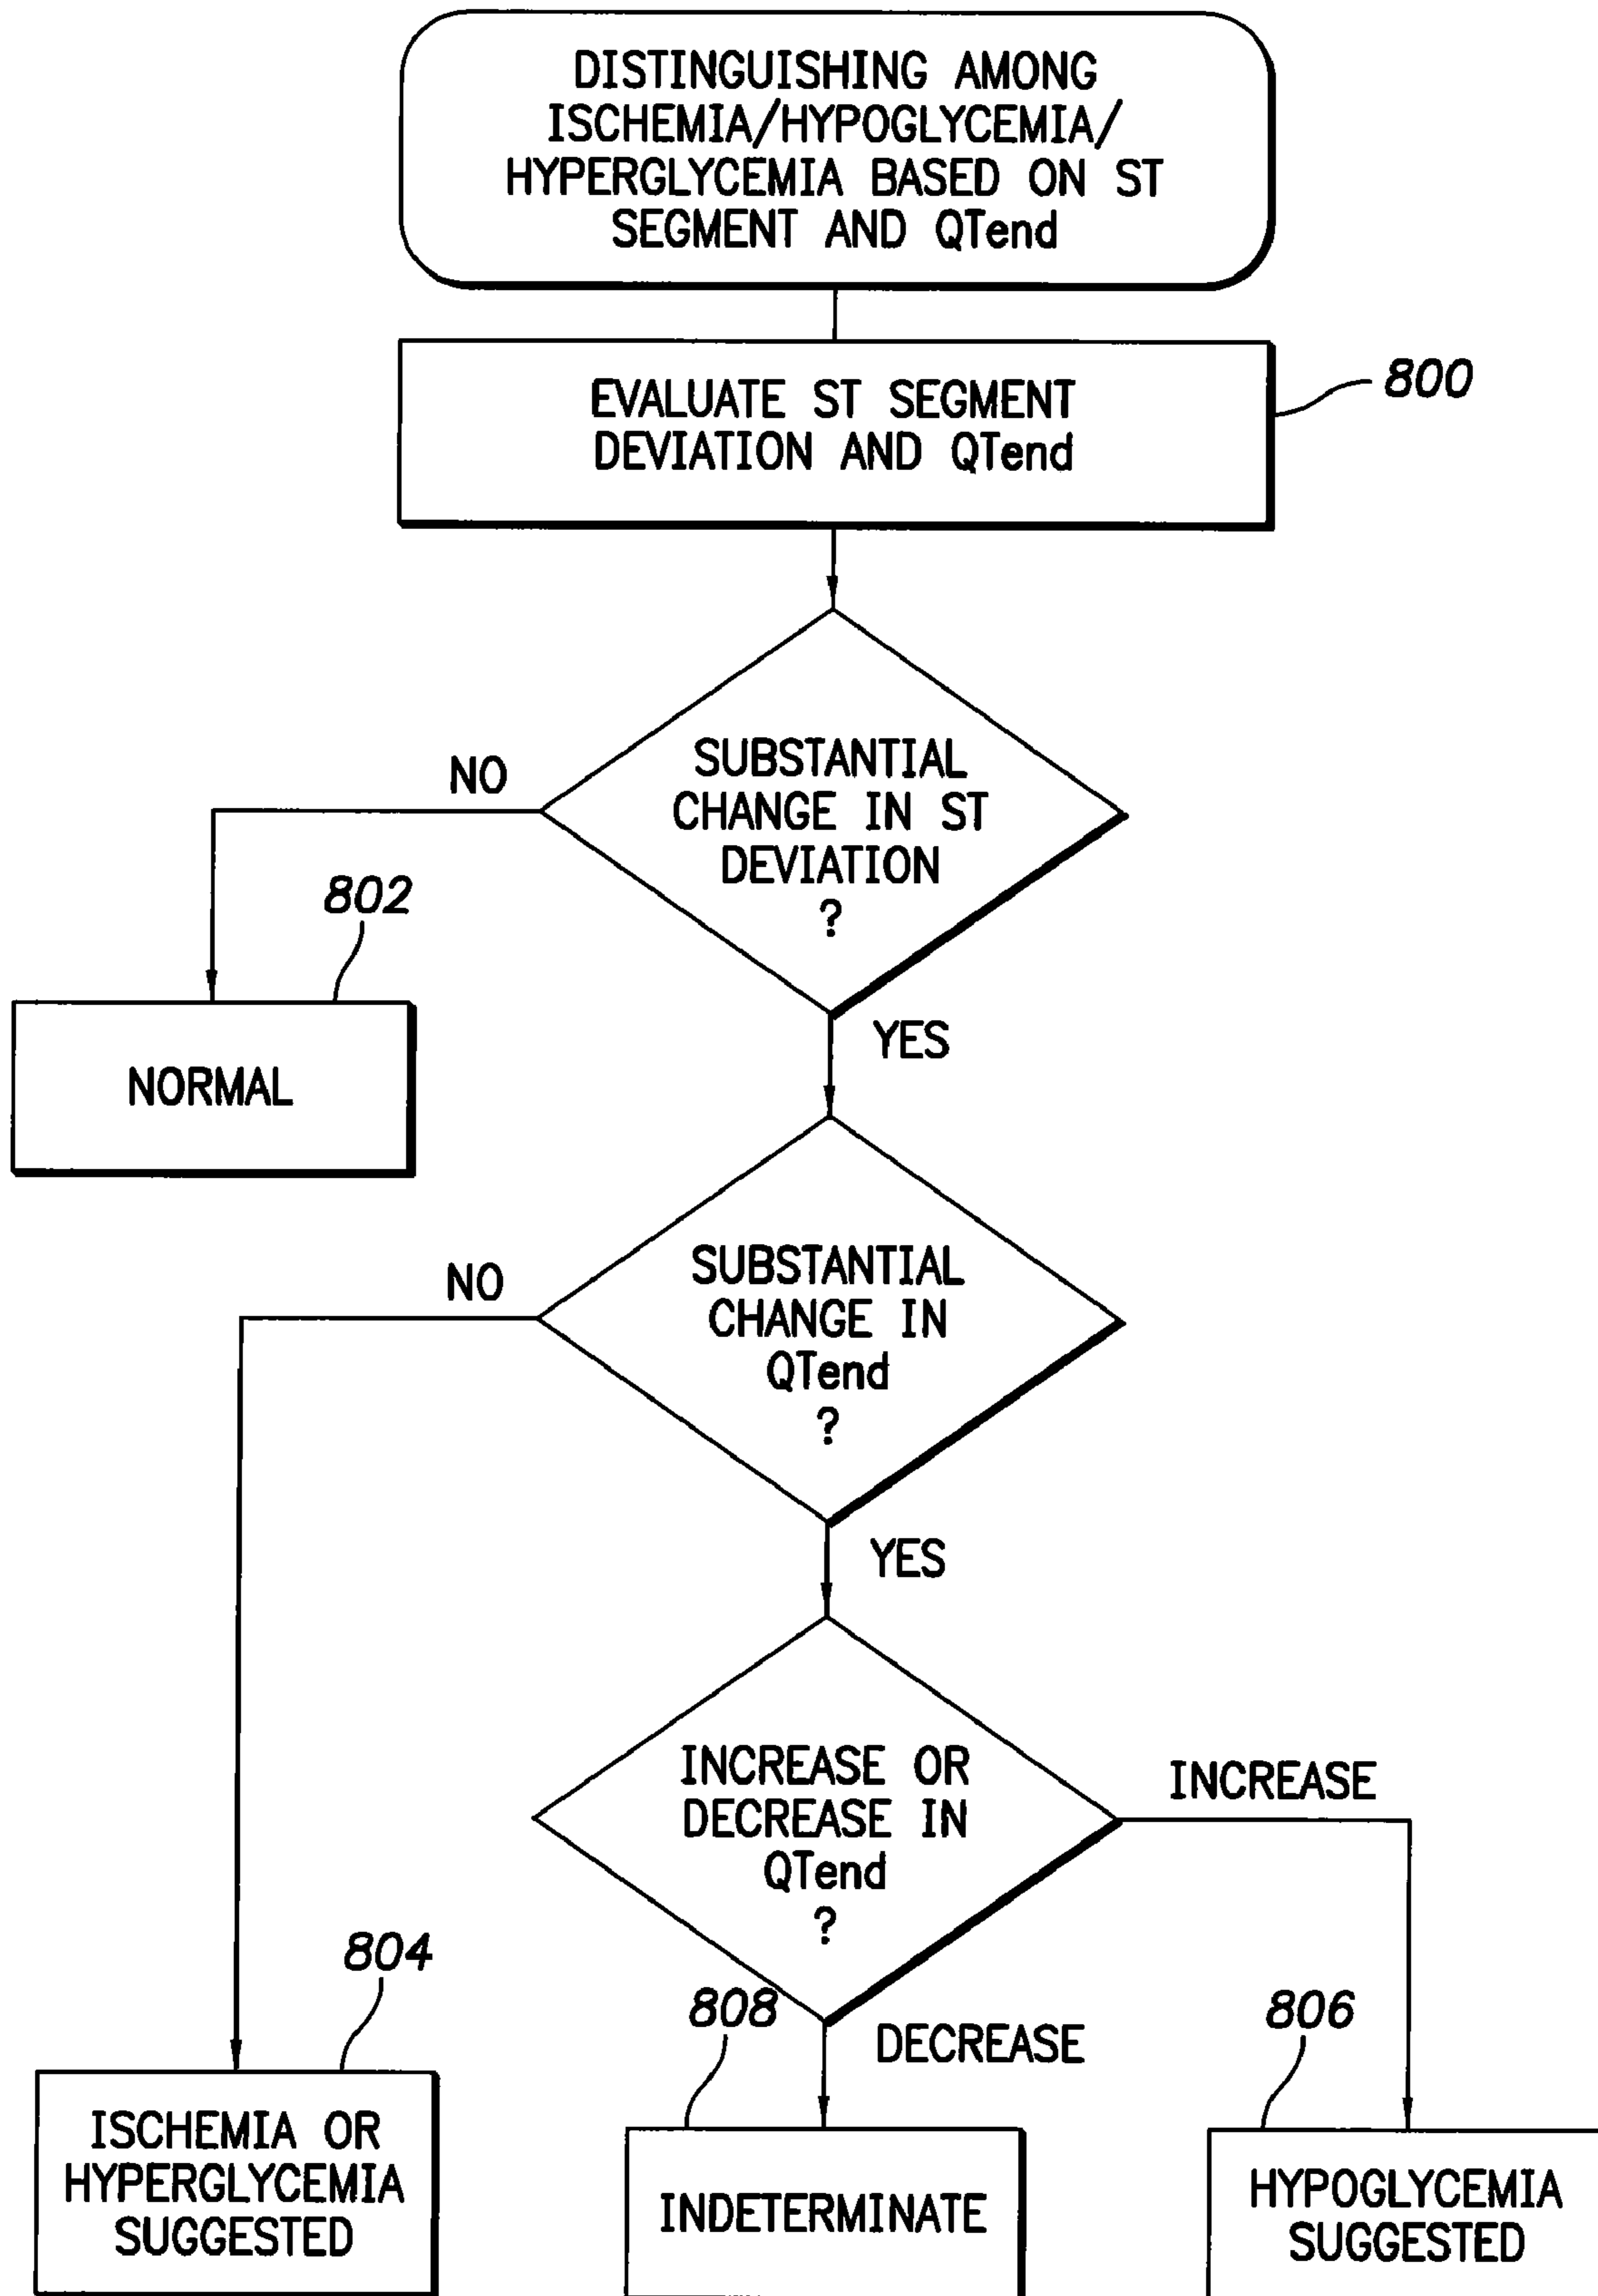 DISTINGUISHING AMONG
ISCHEMIA/HYPOGLYCEMIA/
HYPERGLYCEMIA BASED ON ST
SEGMENT AND QTend
EVALUATE ST SEGMENT
DEVIATION AND QTend
800
SUBSTANTIAL
CHANGE IN ST
DEVIATION
?
NO
802
NORMAL
YES
SUBSTANTIAL
CHANGE IN
QTend
?
NO
YES
INCREASE OR
DECREASE IN
QTend
?
INCREASE
804
ISCHEMIA OR
HYPERGLYCEMIA
SUGGESTED
808
DECREASE
INDETERMINATE
806
HYPOGLYCEMIA
SUGGESTED